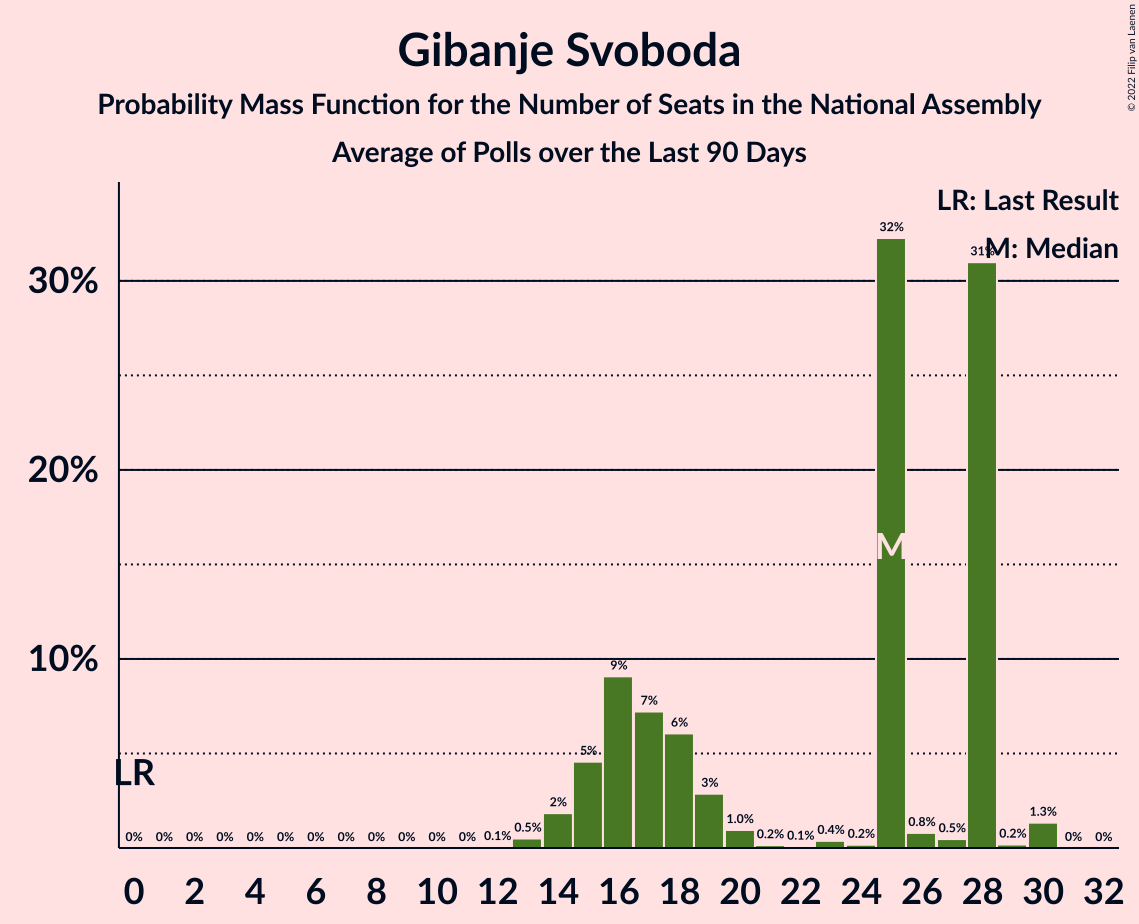 Gibanje Svoboda
Probability Mass Function for the Number of Seats in the National Assembly
Average of Polls over the Last 90 Days
© 2022 Filip van Laenen
LR: Last Result
M: Median
30%
20%
10%
LR
M
0% 0% 0% 0% 0% 0% 0% 0% 0% 0% 0% 0% 0.1% 0.5% 2% 5% 9% 7% 6% 3% 1.0% 0.2% 0.1% 0.4% 0.2% 32% 0.8% 0.5% 31% 0.2% 1.3% 0% 0%
0 2 4 6 8 10 12 14 16 18 20 22 24 26 28 30 32